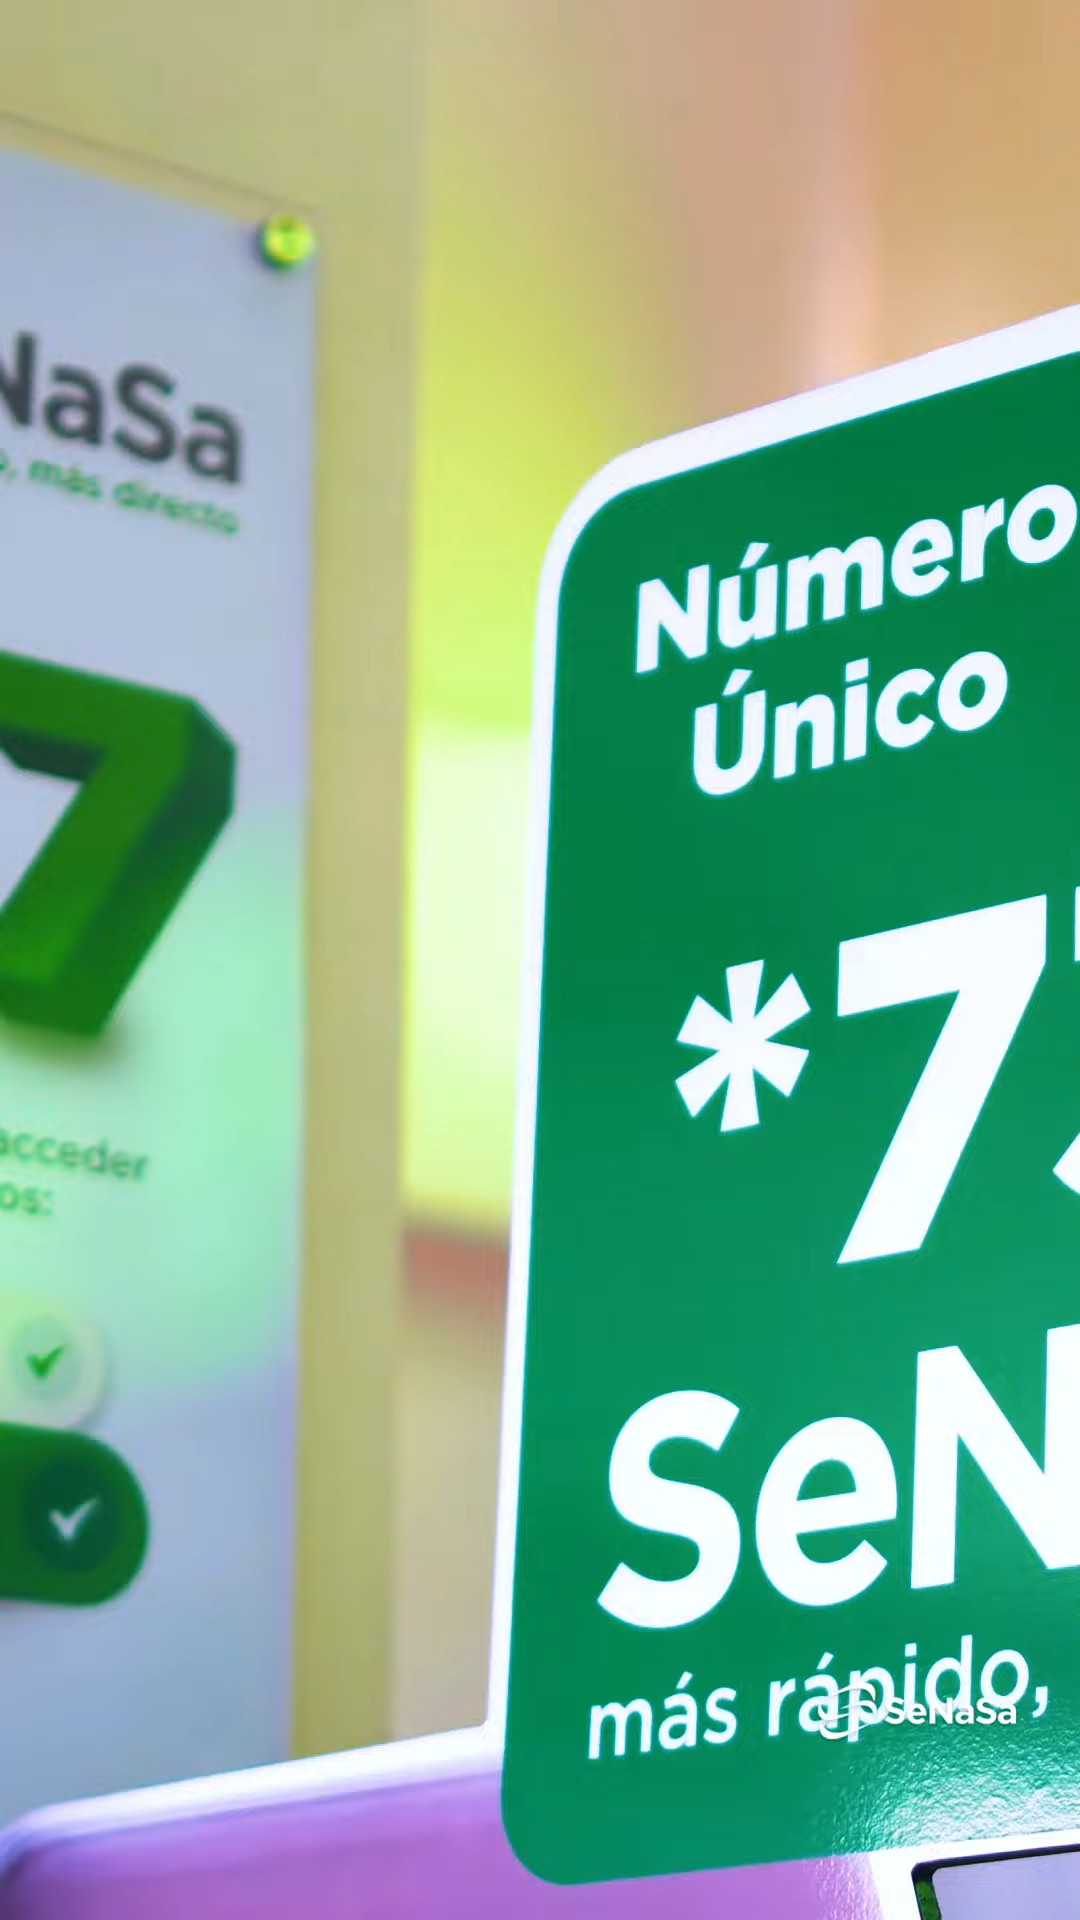 NaSa
más directo
7
acceder
os:
Número
Único
*7
SeN
más rápido,
SeNaSa